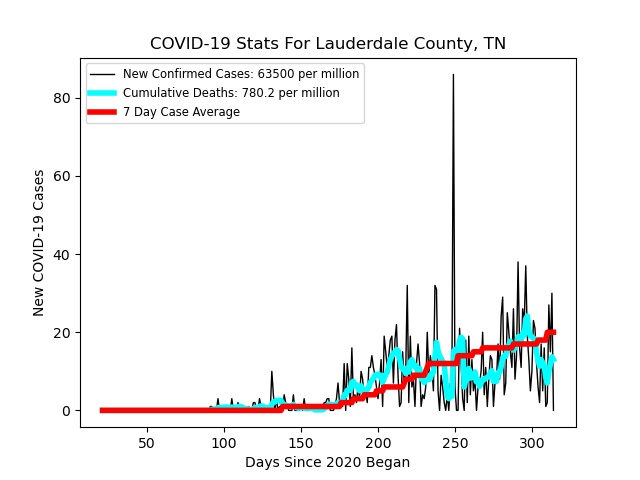 COVID-19 Stats For Lauderdale County, TN
New Confirmed Cases: 63500 per million
Cumulative Deaths: 780.2 per million
7 Day Case Average
New COVID-19 Cases
80
60
40
20
0
50 100 150 200 250 300
Days Since 2020 Began